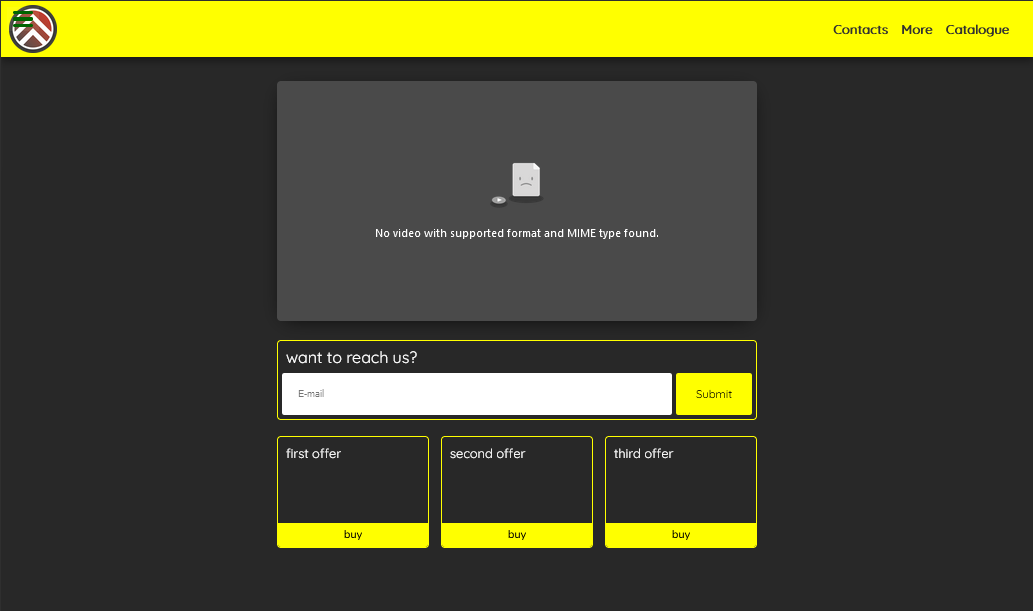 Contacts More Catalogue
No video with supported format and MIME type found.
want to reach us?
E-mail Submit
first offer second offer third offer
buy buy buy